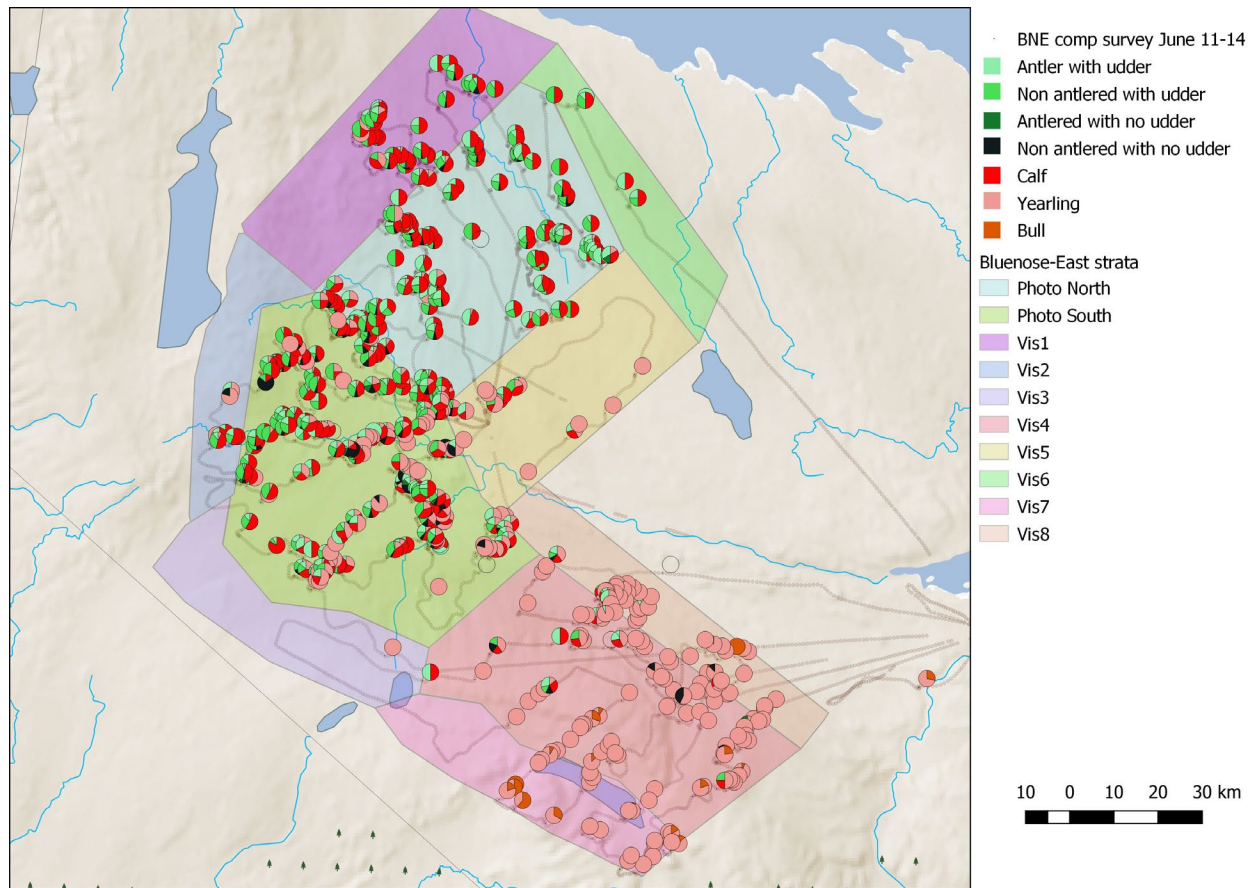 BNE comp survey June 11-14
Antler with udder
Non antlered with udder
Antlered with no udder
Non antlered with no udder
Calf
Yearling
Bull
Bluenose-East strata
Photo North
Photo South
Vis1
Vis2
Vis3
Vis4
Vis5
Vis6
Vis7
Vis8
10 0 10 20 30 km